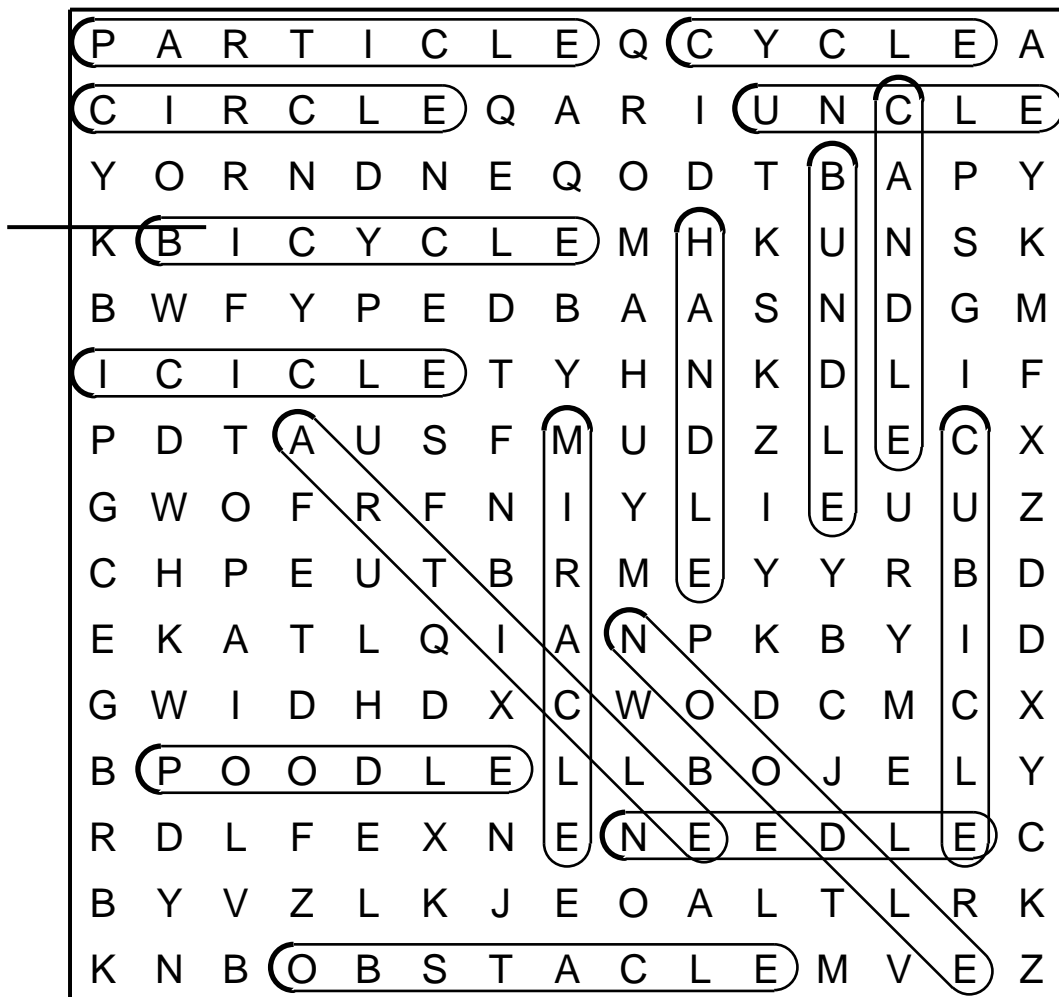 P A R T I C L E Q C Y C L E A
C I R C L E Q A R I U N C L E
Y O R N D N E Q O D T B A P Y
K B I C Y C L E M H K U N S K
B W F Y P E D B A A S N D G M
I C I C L E T Y H N K D L I F
P D T A U S F M U D Z L E C X
G W O F R F N I Y L I E U U Z
C H P E U T B R M E Y Y R B D
E K A T L Q I A N P K B Y I D
G W I D H D X C W O D C M C X
B P O O D L E L L B O J E L Y
R D L F E X N E N E E D L E C
B Y V Z L K J E O A L T L R K
K N B O B S T A C L E M V E Z